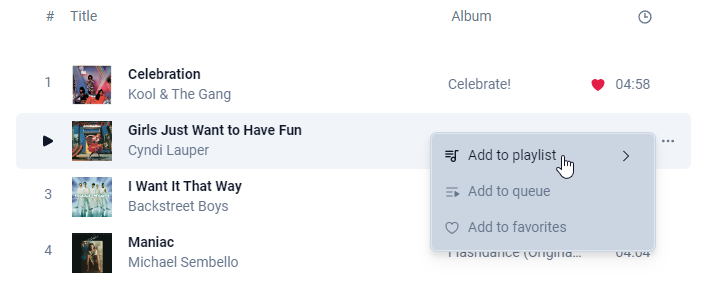 # Title Album
1 Celebration Celebrate! 04:58
Kool & The Gang
Girls Just Want to Have Fun
Cyndi Lauper
Add to playlist
3 I Want It That Way
Backstreet Boys
Add to queue
Add to favorites
4 Maniac
Michael Sembello
Flashdance (Origina... 04:04